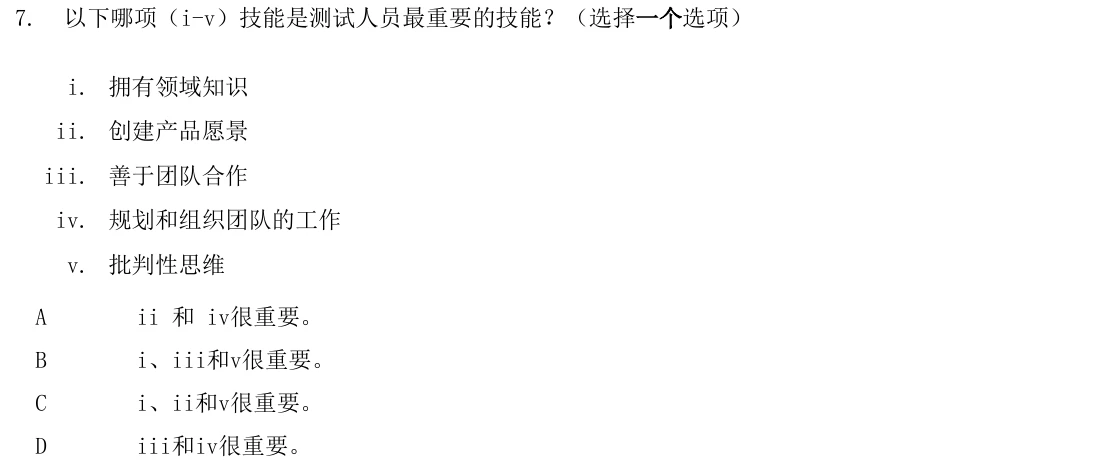 7. 以下哪项（i-v）技能是测试人员最重要的技能？（选择一个选项）
i. 拥有领域知识
ii. 创建产品愿景
iii. 善于团队合作
iv. 规划和组织团队的工作
v. 批判性思维
A ii 和 iv很重要。
B i、iii和v很重要。
C i、ii和v很重要。
D iii和iv很重要。